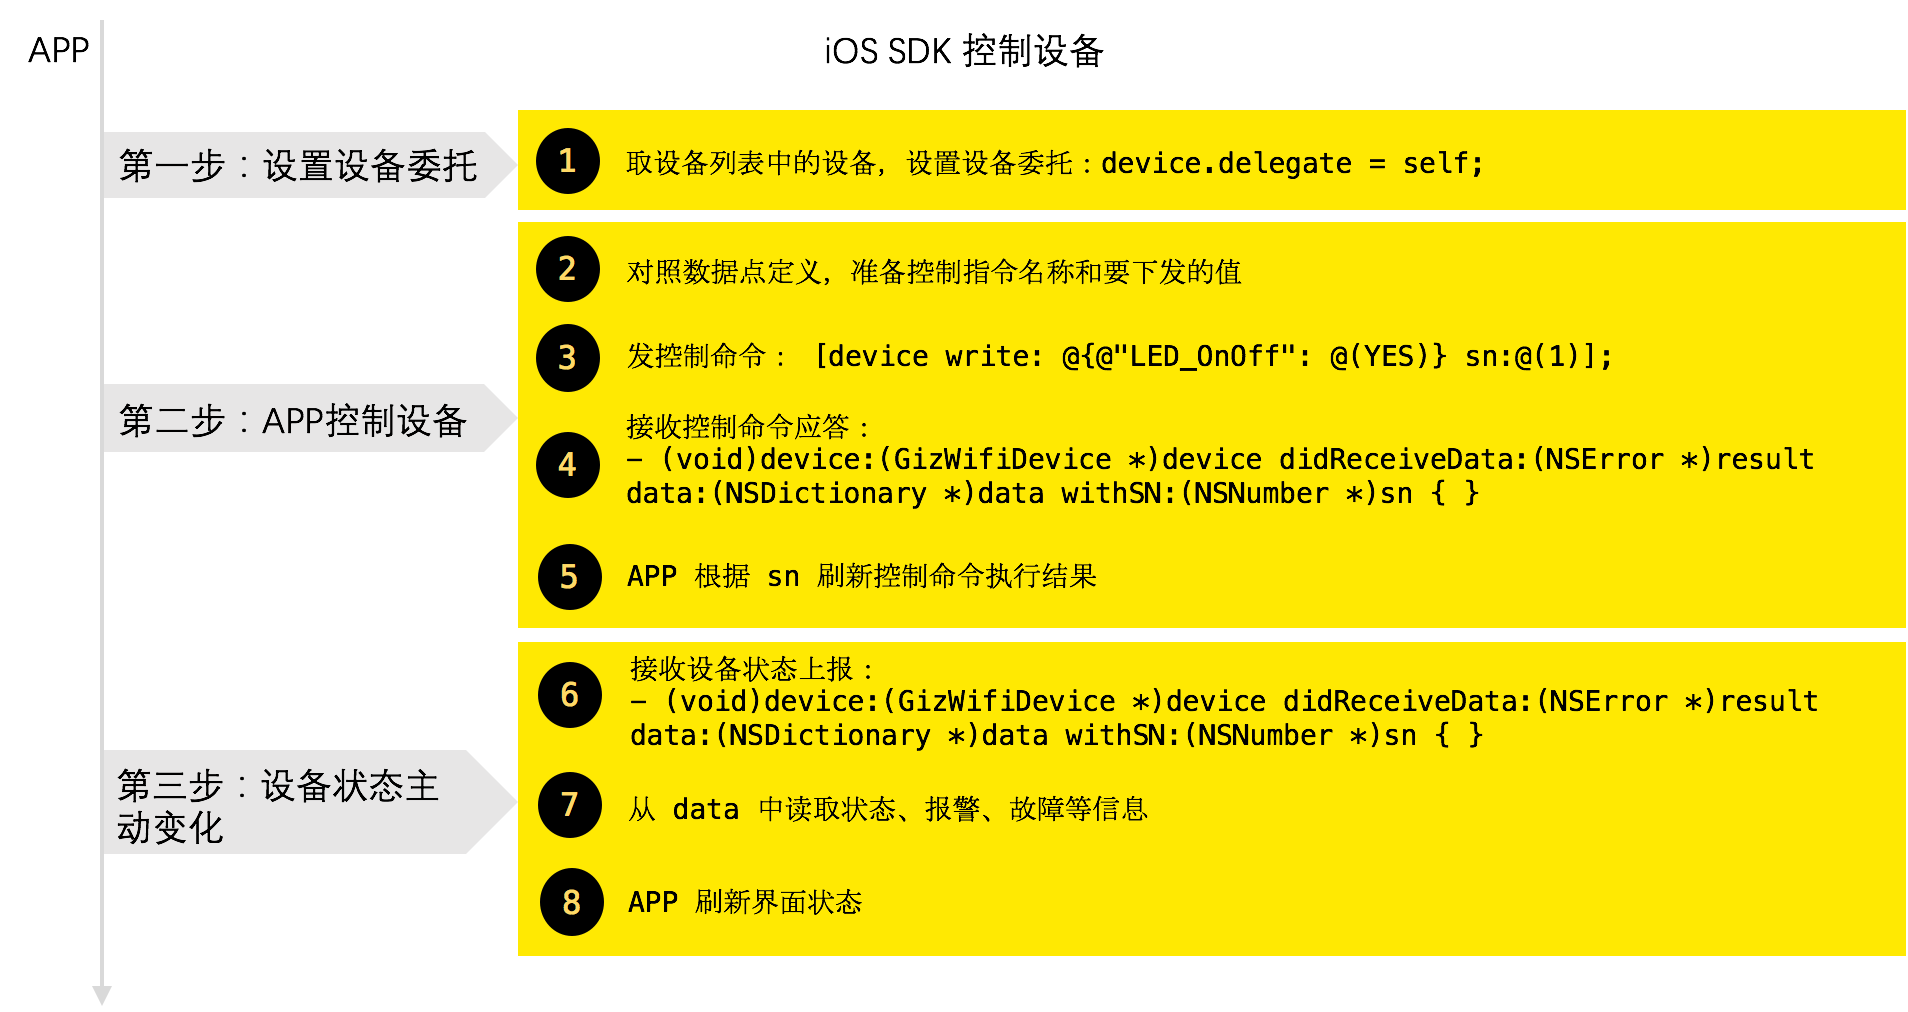 APP
iOS SDK 控制设备
第一步：设置设备委托
1
取设备列表中的设备，设置设备委托：device.delegate = self;
第二步：APP控制设备
2
对照数据点定义，准备控制指令名称和要下发的值
3
发控制命令： [device write: @{@"LED_OnOff": @(YES)} sn:@(1)];
4
接收控制命令应答：
- (void)device:(GizWifiDevice *)device didReceiveData:(NSError *)result
data:(NSDictionary *)data withSN:(NSNumber *)sn { }
5
APP 根据 sn 刷新控制命令执行结果
第三步：设备状态主
动变化
6
接收设备状态上报：
- (void)device:(GizWifiDevice *)device didReceiveData:(NSError *)result
data:(NSDictionary *)data withSN:(NSNumber *)sn { }
7
从 data 中读取状态、报警、故障等信息
8
APP 刷新界面状态